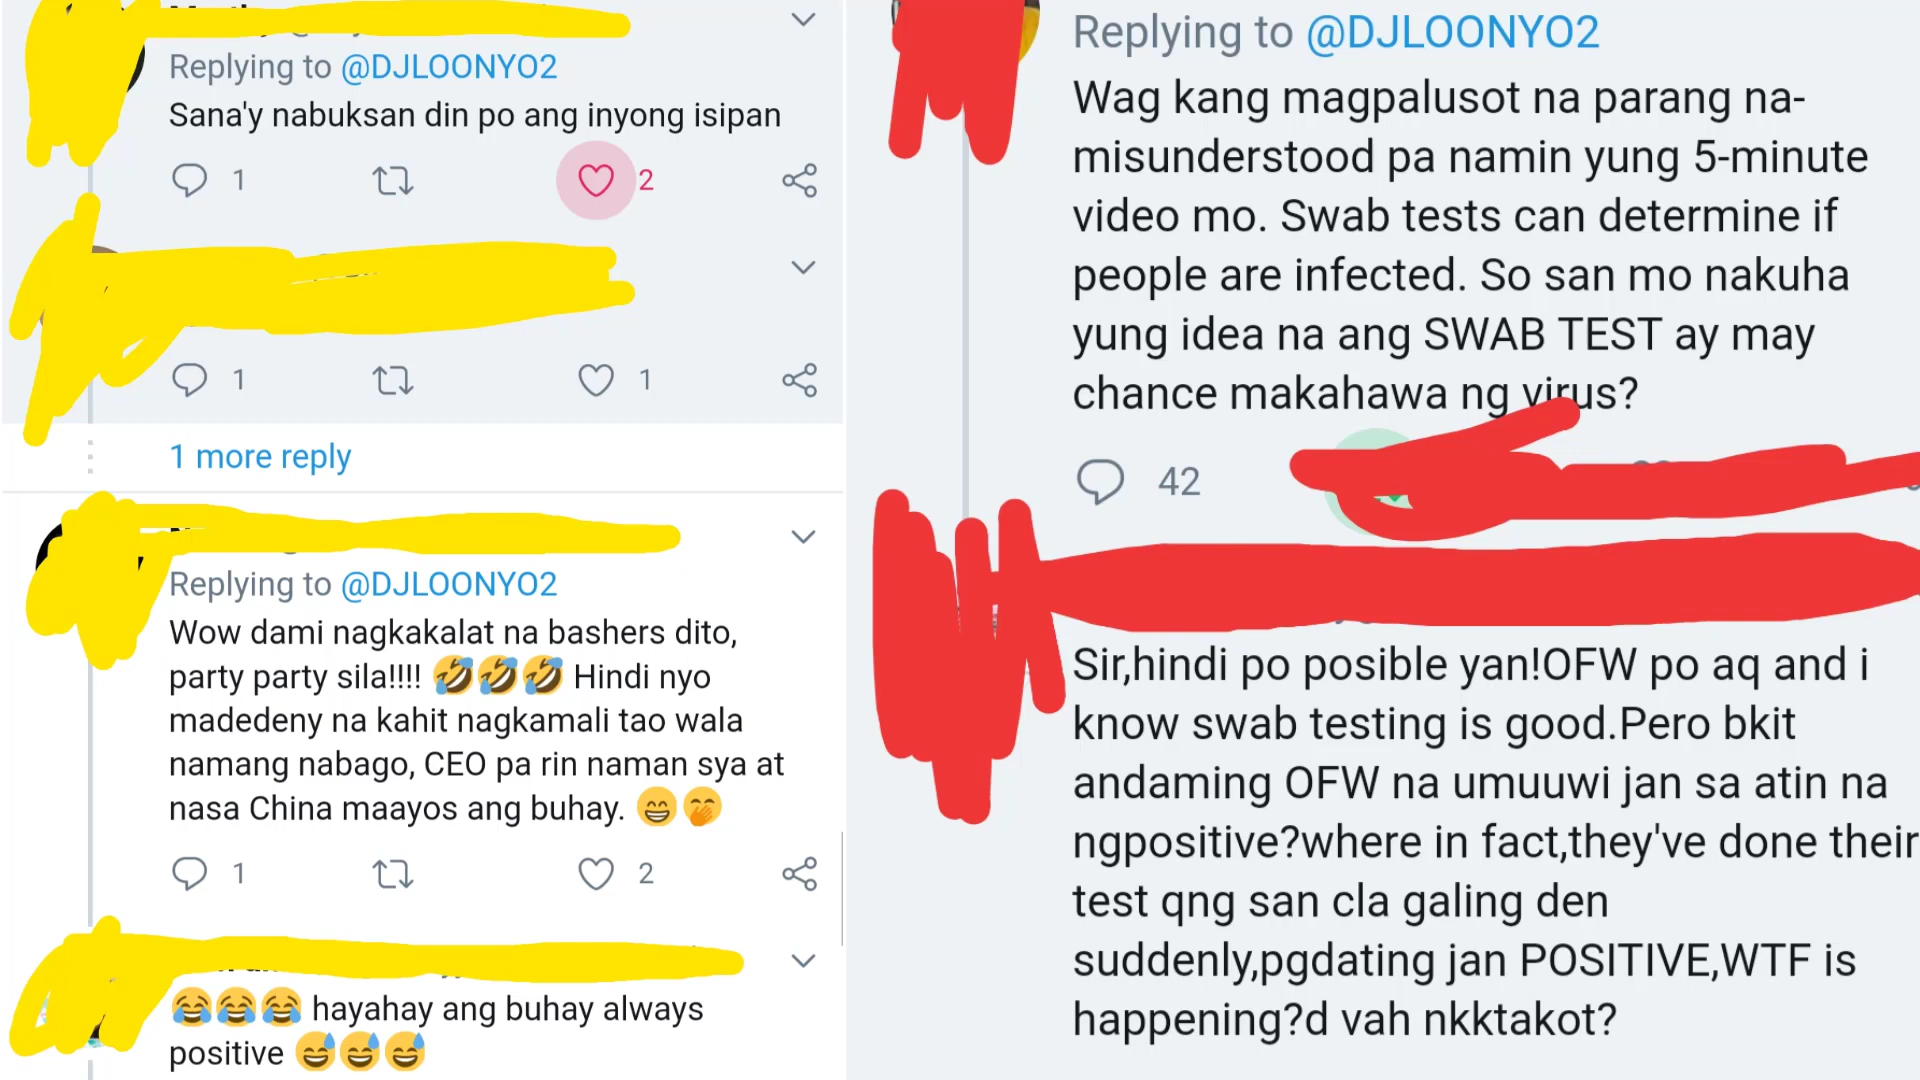 Replying to @DJLOONYO2
Sana'y nabuksan din po ang inyong isipan
1
2
1
1
1 more reply
Replying to @DJLOONYO2
Wow dami nagkakalat na bashers dito,
party party sila!!!! 🤣🤣🤣 Hindi nyo
madedeny na kahit nagkamali tao wala
namang nabago, CEO pa rin naman sya at
nasa China maayos ang buhay. 😁🤭
1
2
😂😂😂 hayahay ang buhay always
positive 😅😅😅
Replying to @DJLOONYO2
Wag kang magpalusot na parang na-
misunderstood pa namin yung 5-minute
video mo. Swab tests can determine if
people are infected. So san mo nakuha
yung idea na ang SWAB TEST ay may
chance makahawa ng virus?
42
Sir,hindi po posible yan!OFW po aq and i
know swab testing is good.Pero bkit
andaming OFW na umuuwi jan sa atin na
ngpositive?where in fact,they've done their
test qng san cla galing den
suddenly,pgdating jan POSITIVE,WTF is
happening?d vah nkktakot?